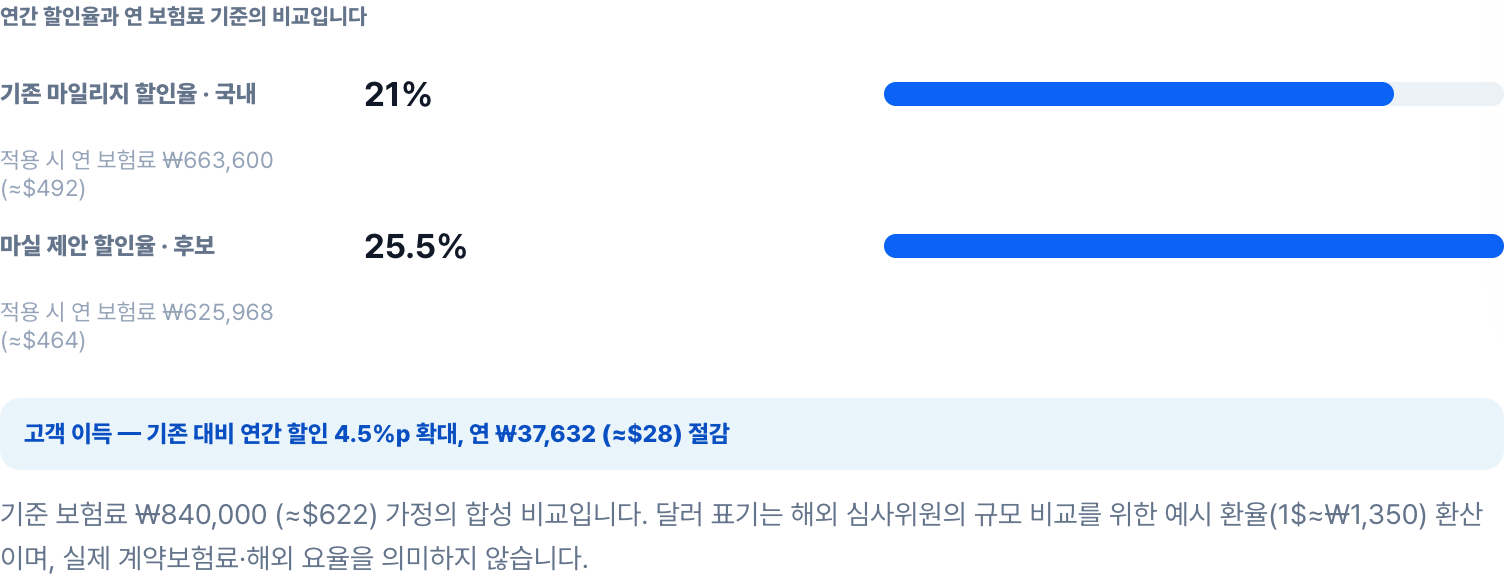 연간 할인율과 연 보험료 기준의 비교입니다
기존 마일리지 할인율 · 국내
21%
적용 시 연 보험료 ₩663,600
(≈$492)
마실 제안 할인율 · 후보
25.5%
적용 시 연 보험료 ₩625,968
(≈$464)
고객 이득 — 기존 대비 연간 할인 4.5%p 확대, 연 ₩37,632 (≈$28) 절감
기준 보험료 ₩840,000 (≈$622) 가정의 합성 비교입니다. 달러 표기는 해외 심사위원의 규모 비교를 위한 예시 환율(1$≈₩1,350) 환산
이며, 실제 계약보험료·해외 요율을 의미하지 않습니다.